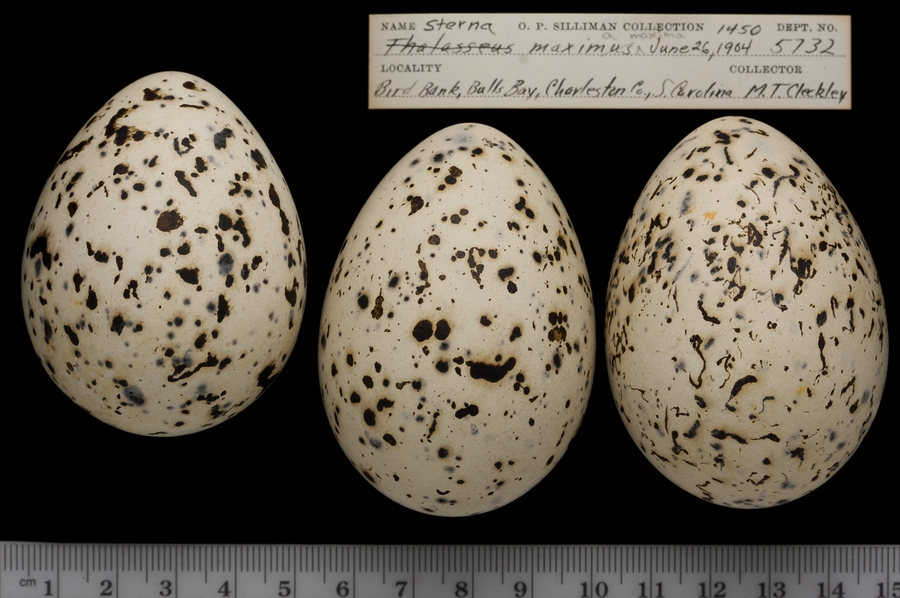 NAME Sterna O. P. SILLIMAN COLLECTION 1450 DEPT. NO.
a maxima
Thalasseus maximus June 26, 1904 5732
LOCALITY COLLECTOR
Bird Bank, Bulls Bay, Charleston Co., S. Carolina M. T. Cleckley
cm 1 2 3 4 5 6 7 8 9 10 11 12 13 14 15